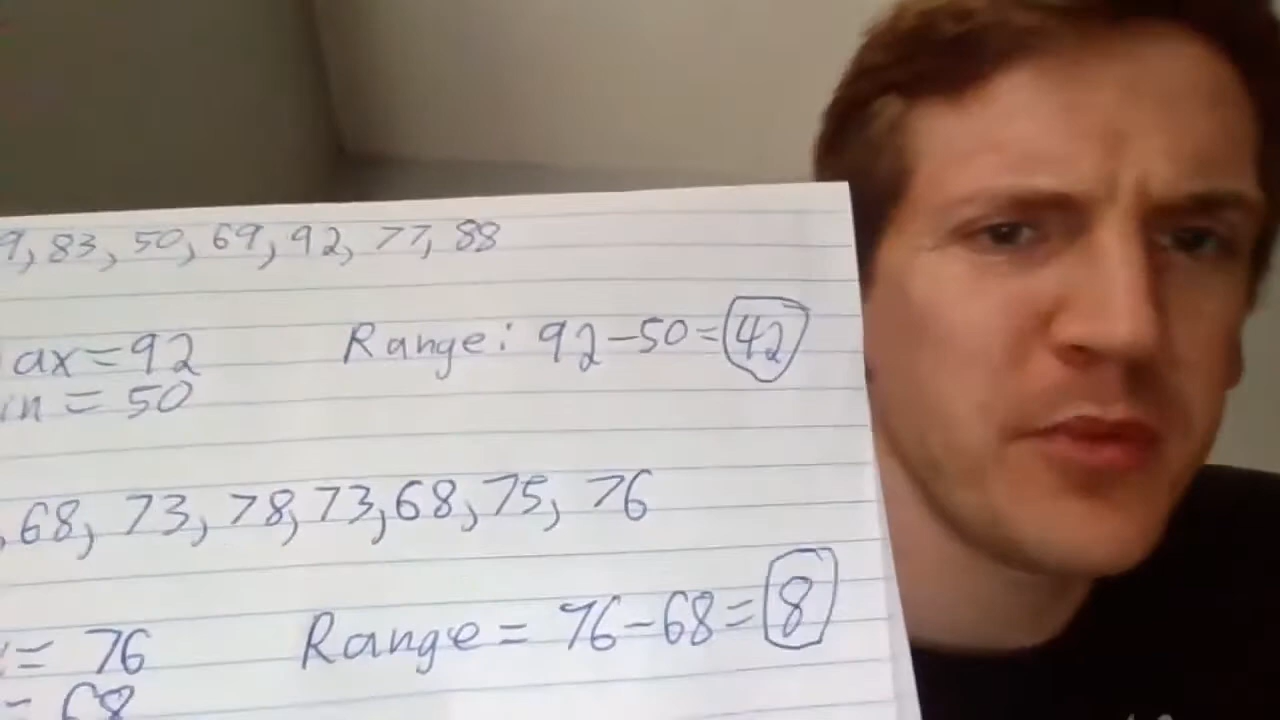 9, 83, 50, 69, 92, 77, 88
ax = 92
Range: 92 - 50 = 42
in = 50
68, 73, 78, 73, 68, 75, 76
= 76
Range = 76 - 68 = 8
= 68